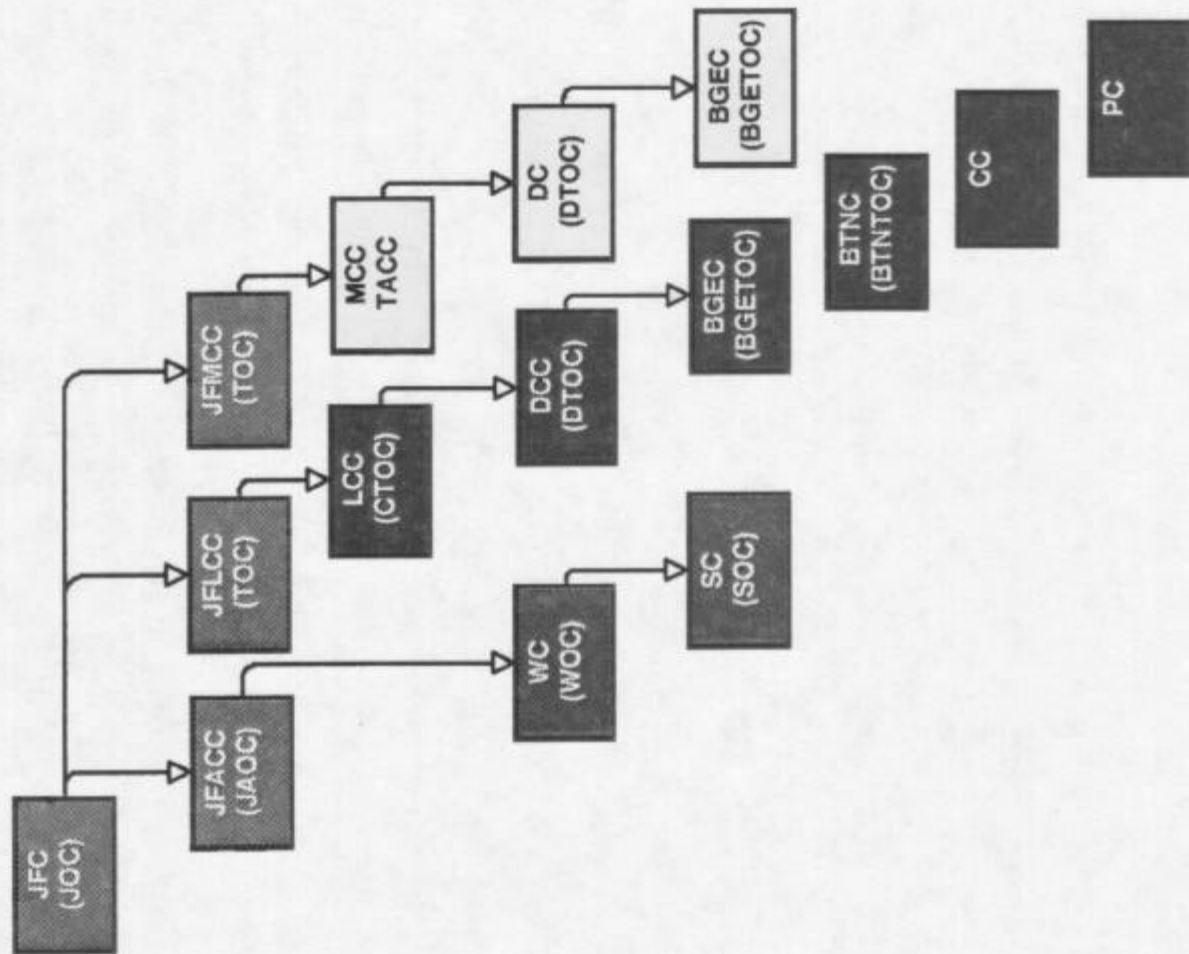 JFC
(JOC)
JFACC
(JAOC)
JFLCC
(TOC)
JFMCC
(TOC)
LCC
(CTOC)
MCC
TACC
WC
(WOC)
DCC
(DTOC)
DC
(DTOC)
SC
(SOC)
BGEC
(BGETOC)
BGEC
(BGETOC)
BTNC
(BTNTOC)
CC
PC